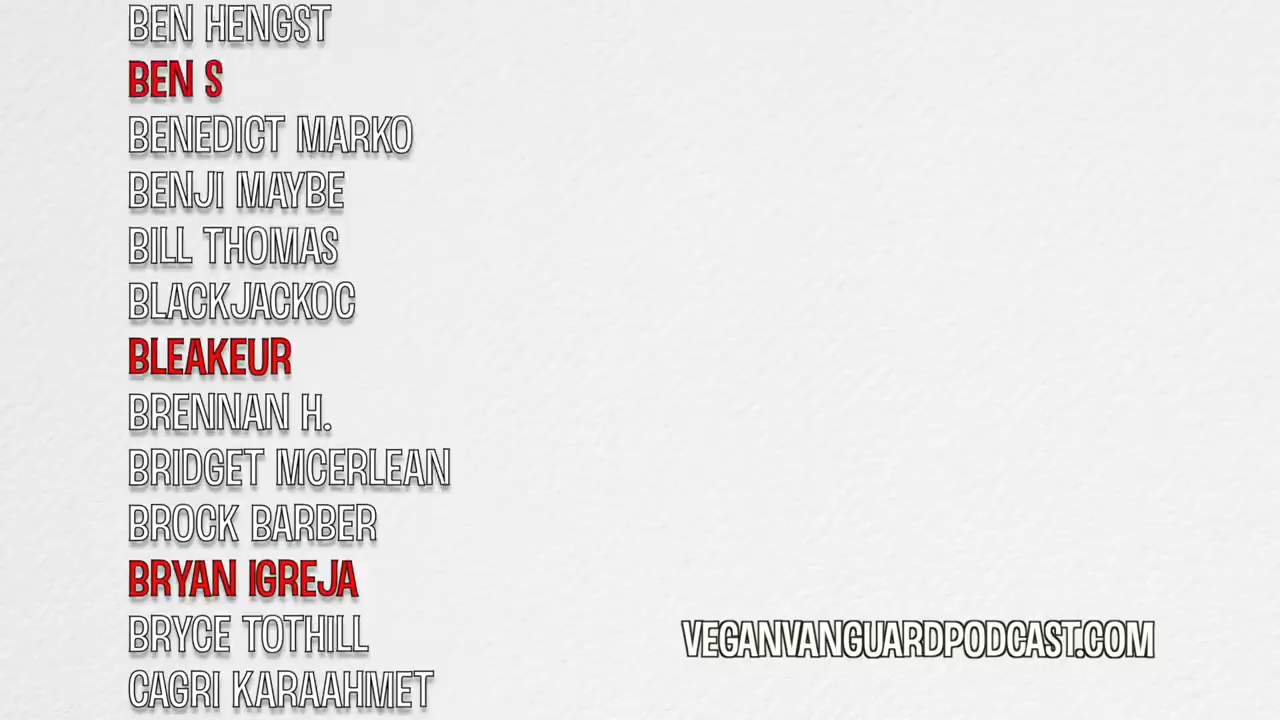 BEN HENGST
BEN S
BENEDICT MARKO
BENJI MAYBE
BILL THOMAS
BLACKJACKOC
BLEAKEUR
BRENNAN H.
BRIDGET MCERLEAN
BROCK BARBER
BRYAN IGREJA
BRYCE TOTHILL
VEGANVANGUARDPODCAST.COM
CAGRI KARAAHMET